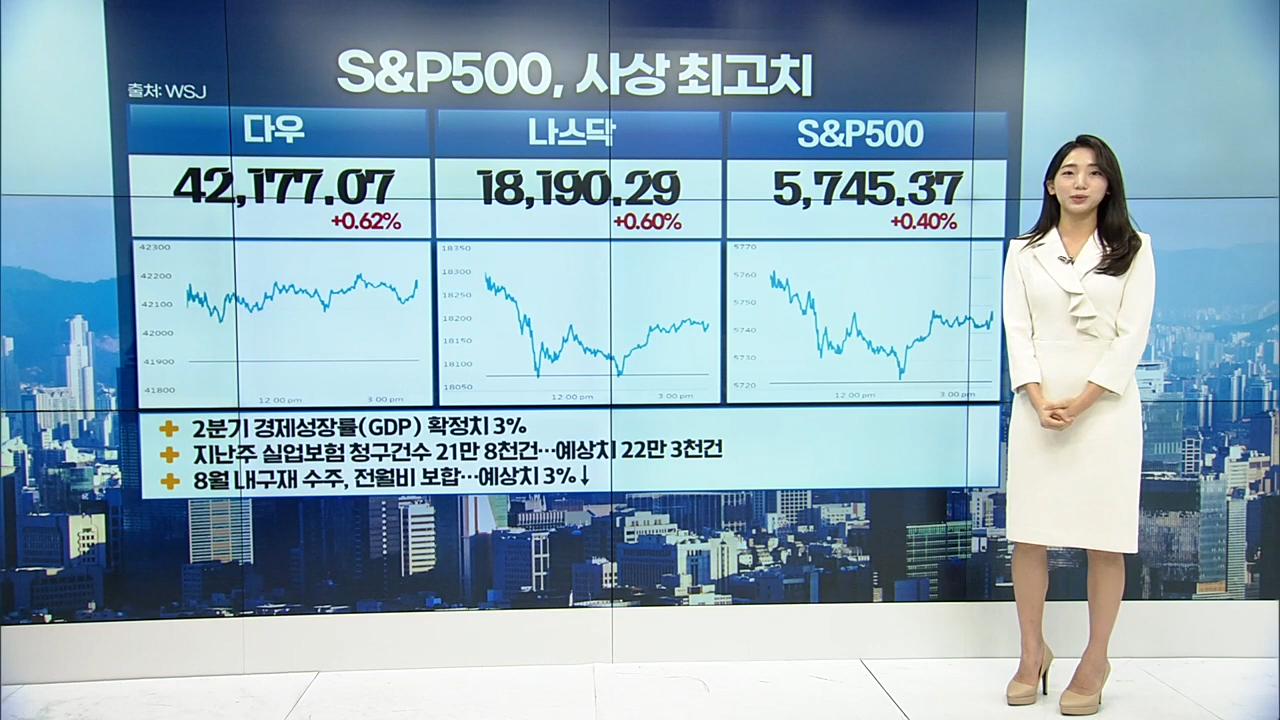 S&P500, 사상 최고치
출처: WSJ
다우
나스닥
S&P500
42,177.07
+0.62%
18,190.29
+0.60%
5,745.37
+0.40%
42300
42200
42100
42000
41900
41800
12:00 pm
3:00 pm
18350
18300
18250
18200
18150
18100
18050
12:00 pm
3:00 pm
5770
5760
5750
5740
5730
5720
12:00 pm
3:00 pm
2분기 경제성장률(GDP) 확정치 3%
지난주 실업보험 청구건수 21만 8천건…예상치 22만 3천건
8월 내구재 수주, 전월비 보합…예상치 3%↓